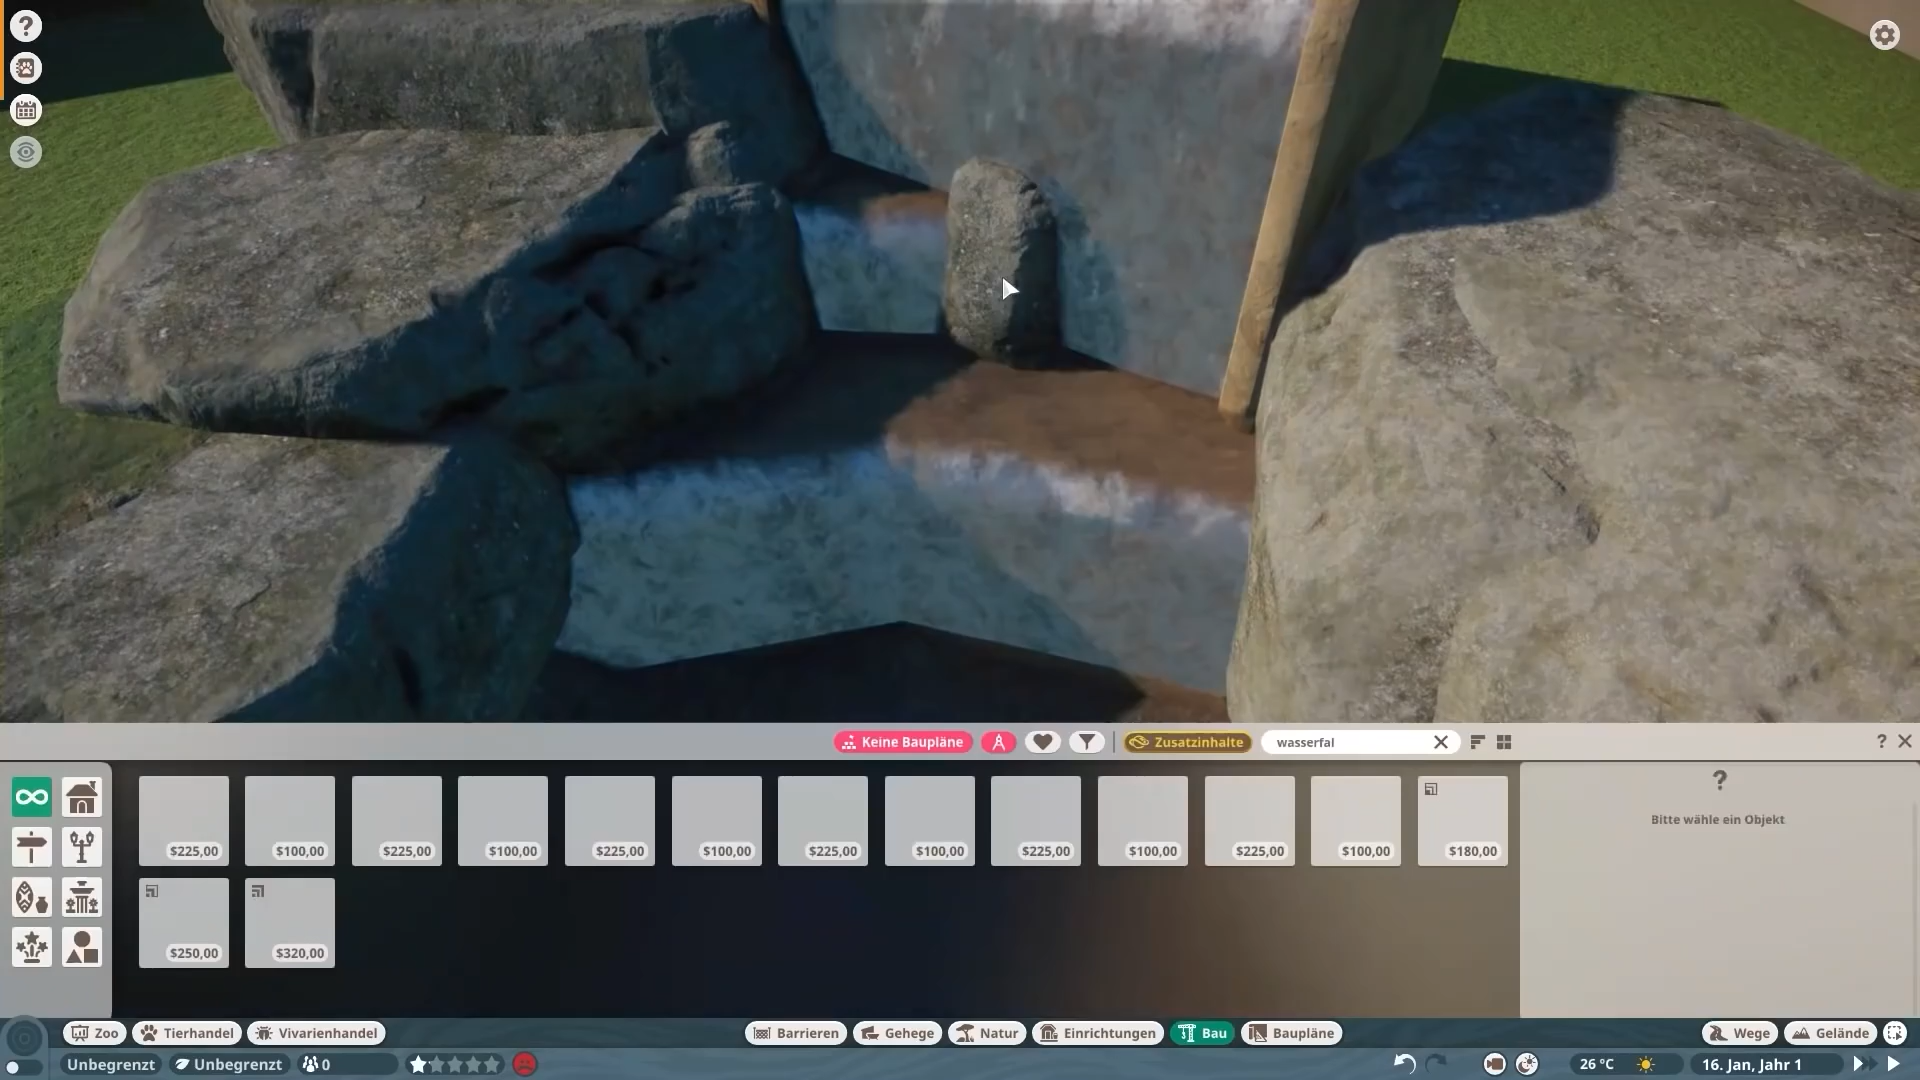 Keine Baupläne
Zusatzinhalte
wasserfal
?
?
Bitte wähle ein Objekt
$225,00 $100,00 $225,00 $100,00 $225,00 $100,00 $225,00 $100,00 $225,00 $100,00 $225,00 $100,00 $180,00
$250,00 $320,00
Zoo Tierhandel Vivarienhandel Barrieren Gehege Natur Einrichtungen Bau Baupläne Wege Gelände
Unbegrenzt Unbegrenzt 0 26 °C 16. Jan, Jahr 1